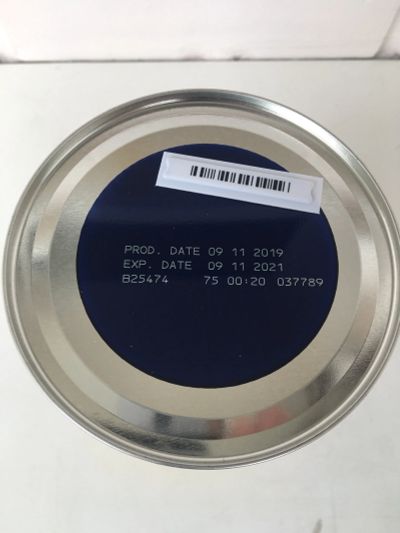 PROD. DATE 09 11 2019
EXP. DATE 09 11 2021
B25474 75 00:20 037789